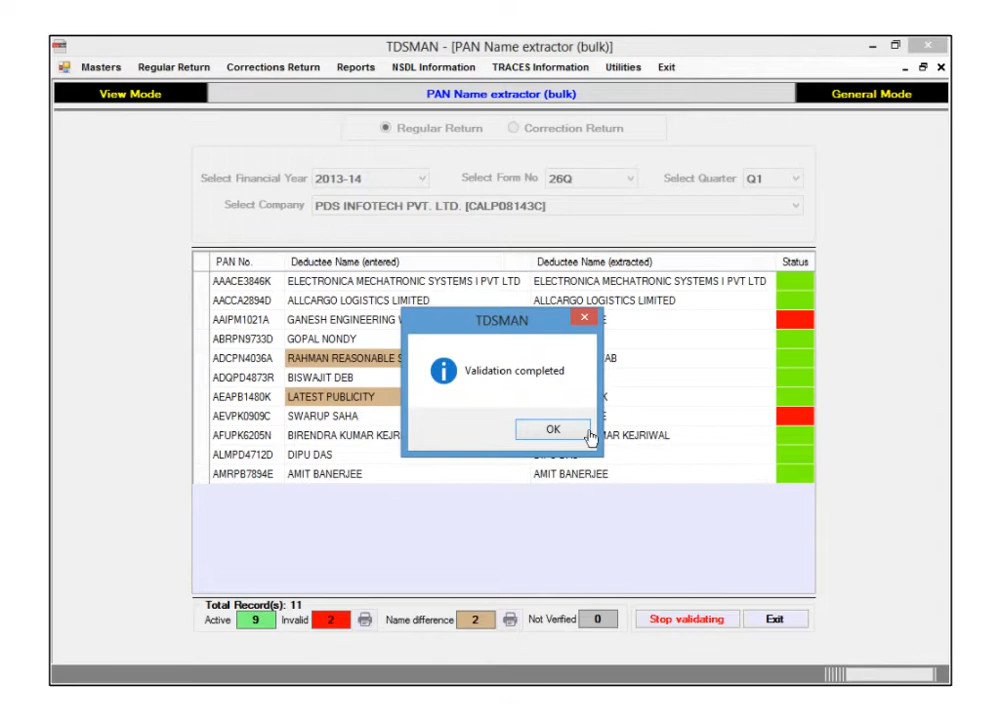 TDSMAN - [PAN Name extractor (bulk)]
Masters Regular Return Corrections Return Reports NSDL Information TRACES Information Utilities Exit
View Mode PAN Name extractor (bulk) General Mode
Regular Return Correction Return
Select Financial Year 2013-14 Select Form No 26Q Select Quarter Q1
Select Company PDS INFOTECH PVT. LTD. [CALP08143C]
PAN No. Deductee Name (entered) Deductee Name (extracted) Status
AAACE3846K ELECTRONICA MECHATRONIC SYSTEMS I PVT LTD ELECTRONICA MECHATRONIC SYSTEMS I PVT LTD
AACCA2894D ALLCARGO LOGISTICS LIMITED ALLCARGO LOGISTICS LIMITED
AAIPM1021A GANESH ENGINEERING
ABRPN9733D GOPAL NONDY
ADCPN4036A RAHMAN REASONABLE S AB
ADQPD4873R BISWAJIT DEB
AEAPB1480K LATEST PUBLICITY
AEVPK0909C SWARUP SAHA
AFUPK6205N BIRENDRA KUMAR KEJR MAR KEJRIWAL
ALMPD4712D DIPU DAS
AMRPB7894E AMIT BANERJEE AMIT BANERJEE
TDSMAN
Validation completed
OK
Total Record(s): 11
Active 9 Invalid 2 Name difference 2 Not Verfied 0 Stop validating Exit